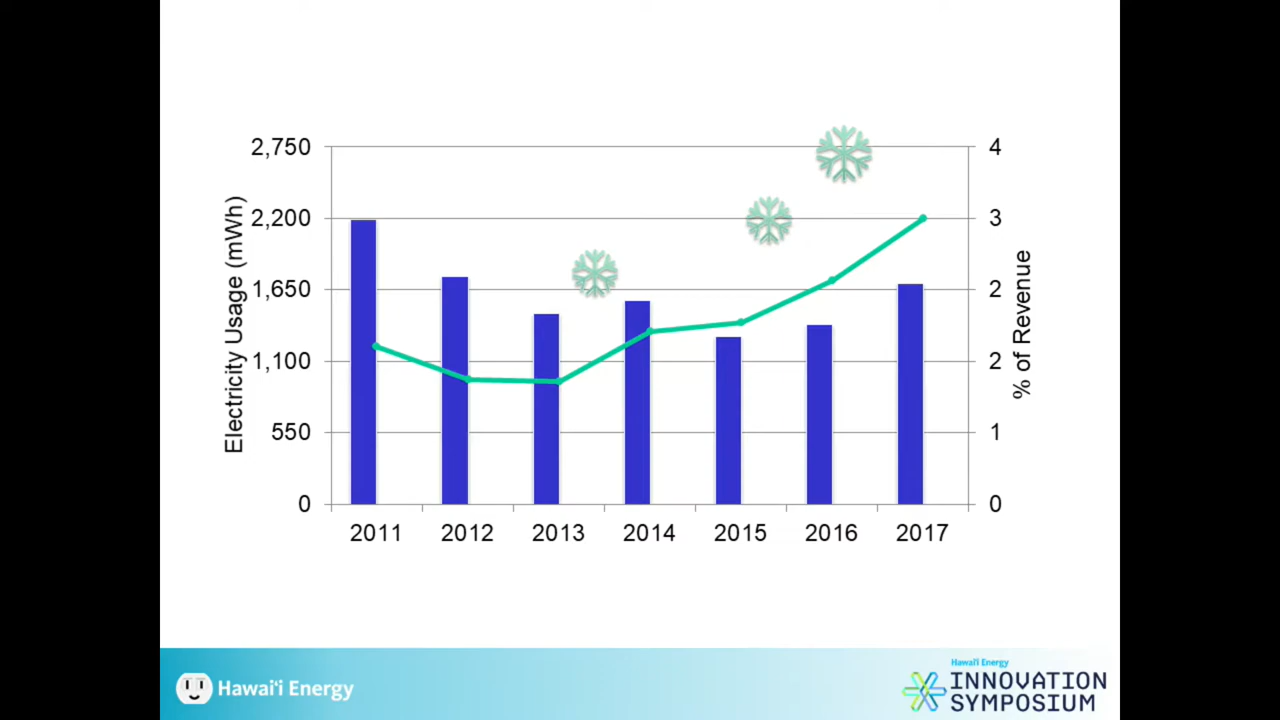 2,750
2,200
1,650
1,100
550
0
Electricity Usage (mWh)
4
3
2
2
1
0
% of Revenue
2011 2012 2013 2014 2015 2016 2017
Hawai‘i Energy
Hawai‘i Energy
INNOVATION
SYMPOSIUM